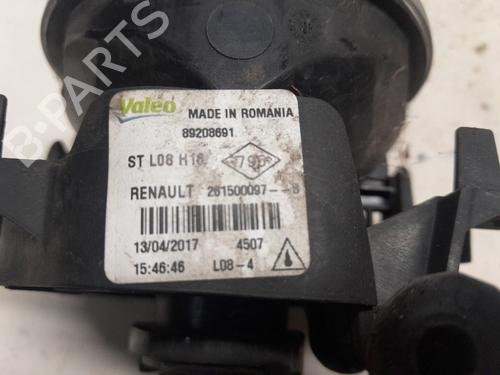 Valeo
MADE IN ROMANIA
89208691
ST L08 H16
795
RENAULT 261500097--B
13/04/2017 4507
15:46:46 L08-4
B-PARTS